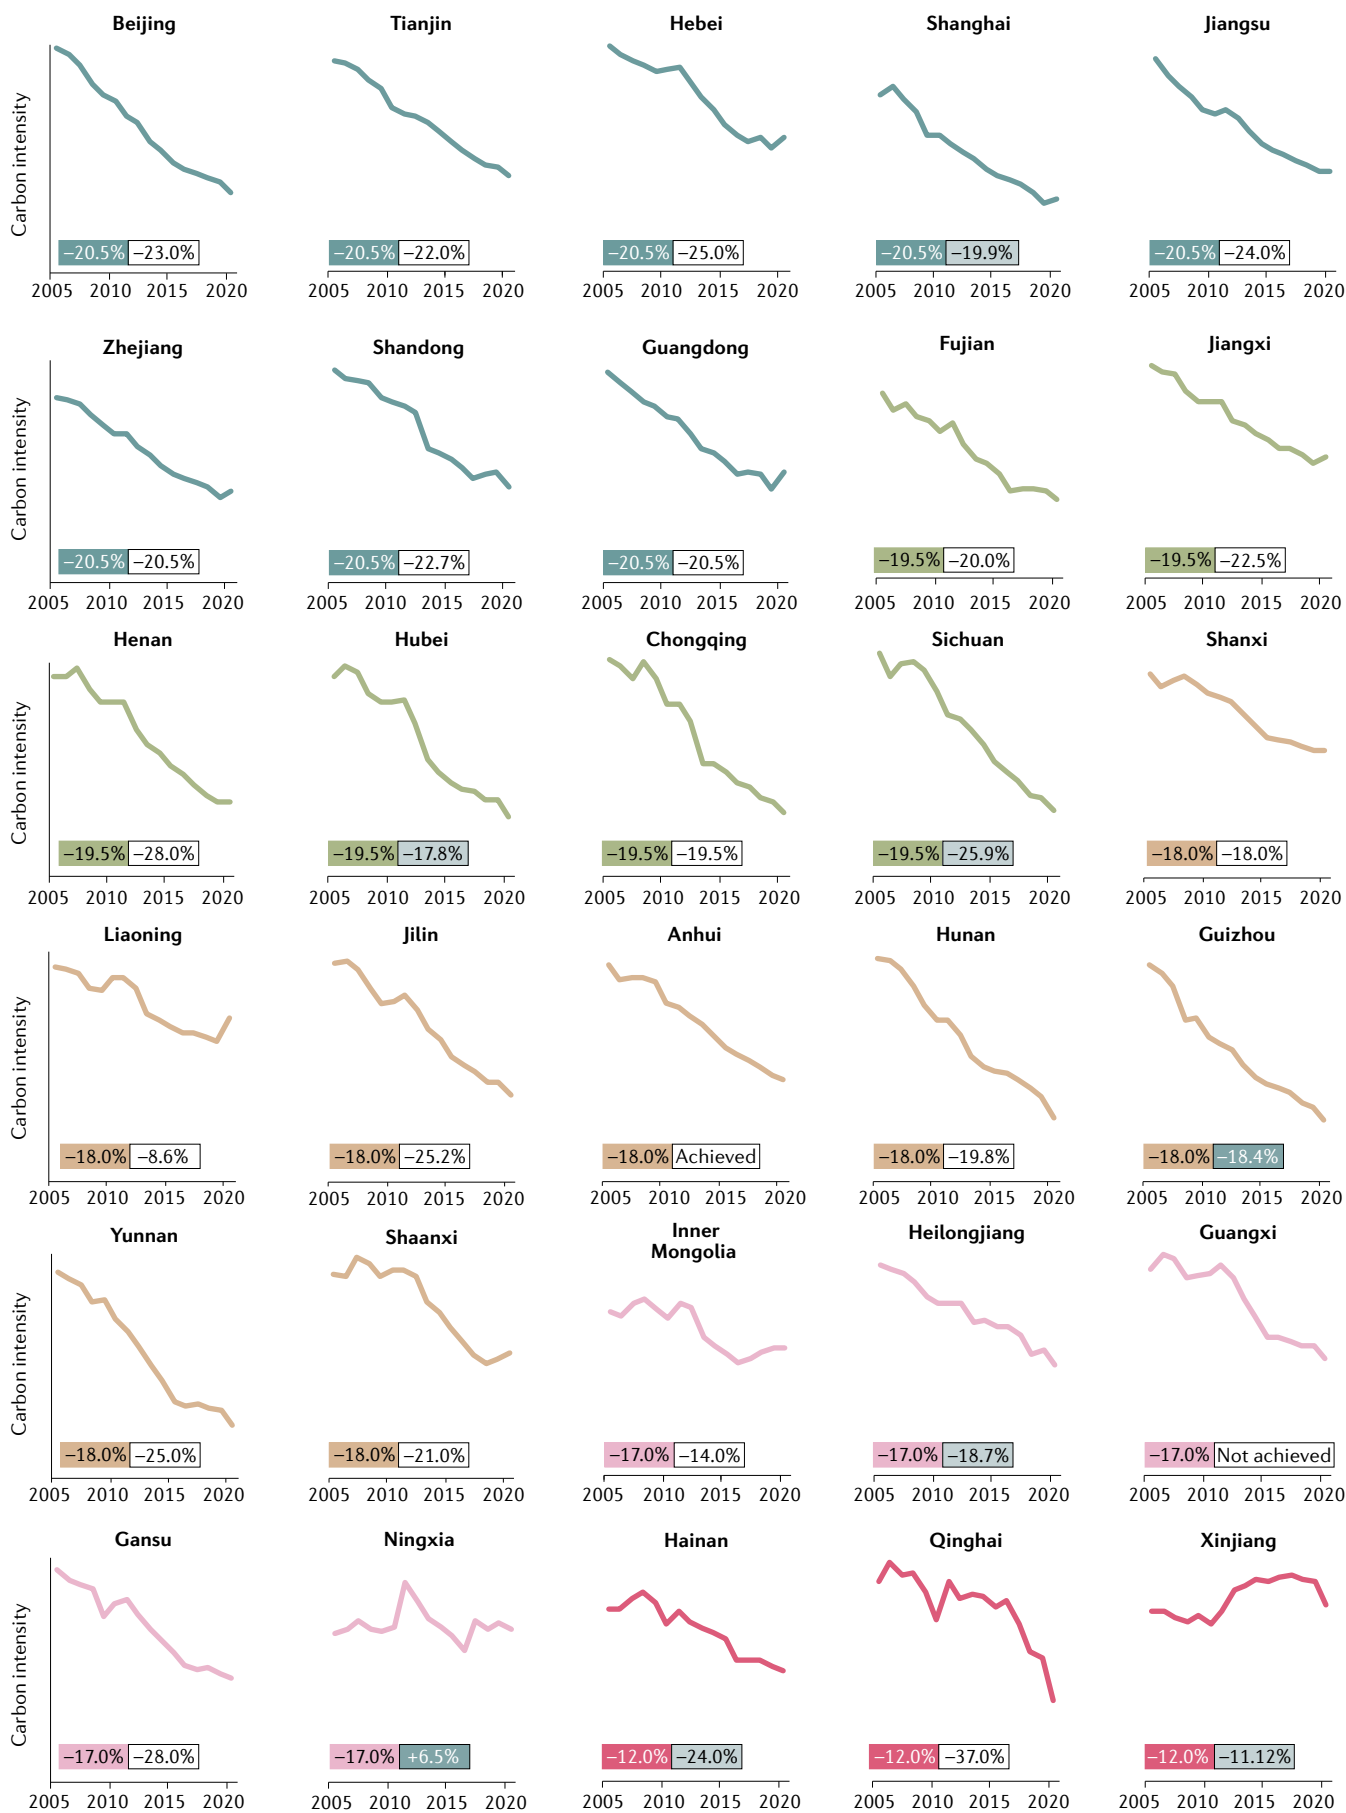 Beijing
Tianjin
Hebei
Shanghai
Jiangsu
Carbon intensity
−20.5% −23.0%
−20.5% −22.0%
−20.5% −25.0%
−20.5% −19.9%
−20.5% −24.0%
2005 2010 2015 2020
2005 2010 2015 2020
2005 2010 2015 2020
2005 2010 2015 2020
2005 2010 2015 2020
Zhejiang
Shandong
Guangdong
Fujian
Jiangxi
Carbon intensity
−20.5% −20.5%
−20.5% −22.7%
−20.5% −20.5%
−19.5% −20.0%
−19.5% −22.5%
2005 2010 2015 2020
2005 2010 2015 2020
2005 2010 2015 2020
2005 2010 2015 2020
2005 2010 2015 2020
Henan
Hubei
Chongqing
Sichuan
Shanxi
Carbon intensity
−19.5% −28.0%
−19.5% −17.8%
−19.5% −19.5%
−19.5% −25.9%
−18.0% −18.0%
2005 2010 2015 2020
2005 2010 2015 2020
2005 2010 2015 2020
2005 2010 2015 2020
2005 2010 2015 2020
Liaoning
Jilin
Anhui
Hunan
Guizhou
Carbon intensity
−18.0% −8.6%
−18.0% −25.2%
−18.0% Achieved
−18.0% −19.8%
−18.0% −18.4%
2005 2010 2015 2020
2005 2010 2015 2020
2005 2010 2015 2020
2005 2010 2015 2020
2005 2010 2015 2020
Yunnan
Shaanxi
Inner
Mongolia
Heilongjiang
Guangxi
Carbon intensity
−18.0% −25.0%
−18.0% −21.0%
−17.0% −14.0%
−17.0% −18.7%
−17.0% Not achieved
2005 2010 2015 2020
2005 2010 2015 2020
2005 2010 2015 2020
2005 2010 2015 2020
2005 2010 2015 2020
Gansu
Ningxia
Hainan
Qinghai
Xinjiang
Carbon intensity
−17.0% −28.0%
−17.0% +6.5%
−12.0% −24.0%
−12.0% −37.0%
−12.0% −11.12%
2005 2010 2015 2020
2005 2010 2015 2020
2005 2010 2015 2020
2005 2010 2015 2020
2005 2010 2015 2020